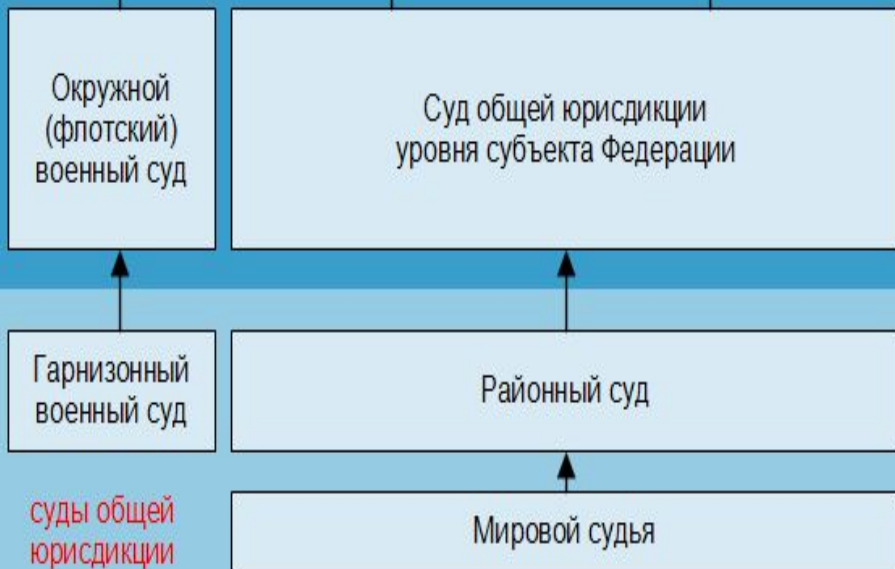 Окружной
(флотский)
военный суд
Суд общей юрисдикции
уровня субъекта Федерации
Гарнизонный
военный суд
Районный суд
суды общей
юрисдикции
Мировой судья